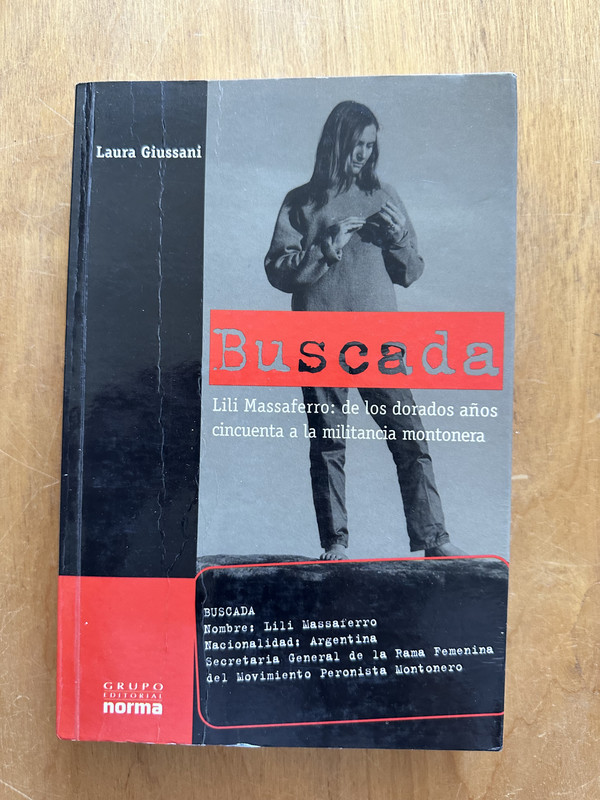 Laura Giussani
Buscada
Lili Massaferro: de los dorados años
cincuenta a la militancia montonera
BUSCADA
Nombre: Lili Massaferro
Nacionalidad: Argentina
Secretaria General de la Rama Femenina
del Movimiento Peronista Montonero
GRUPO
EDITORIAL
norma